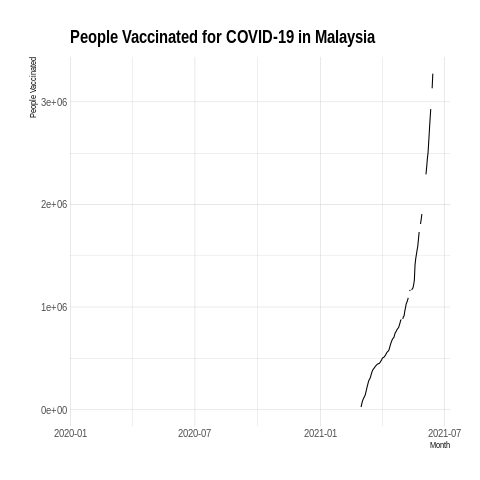 People Vaccinated for COVID-19 in Malaysia
People Vaccinated
3e+06
2e+06
1e+06
0e+00
2020-01 2020-07 2021-01 2021-07
Month